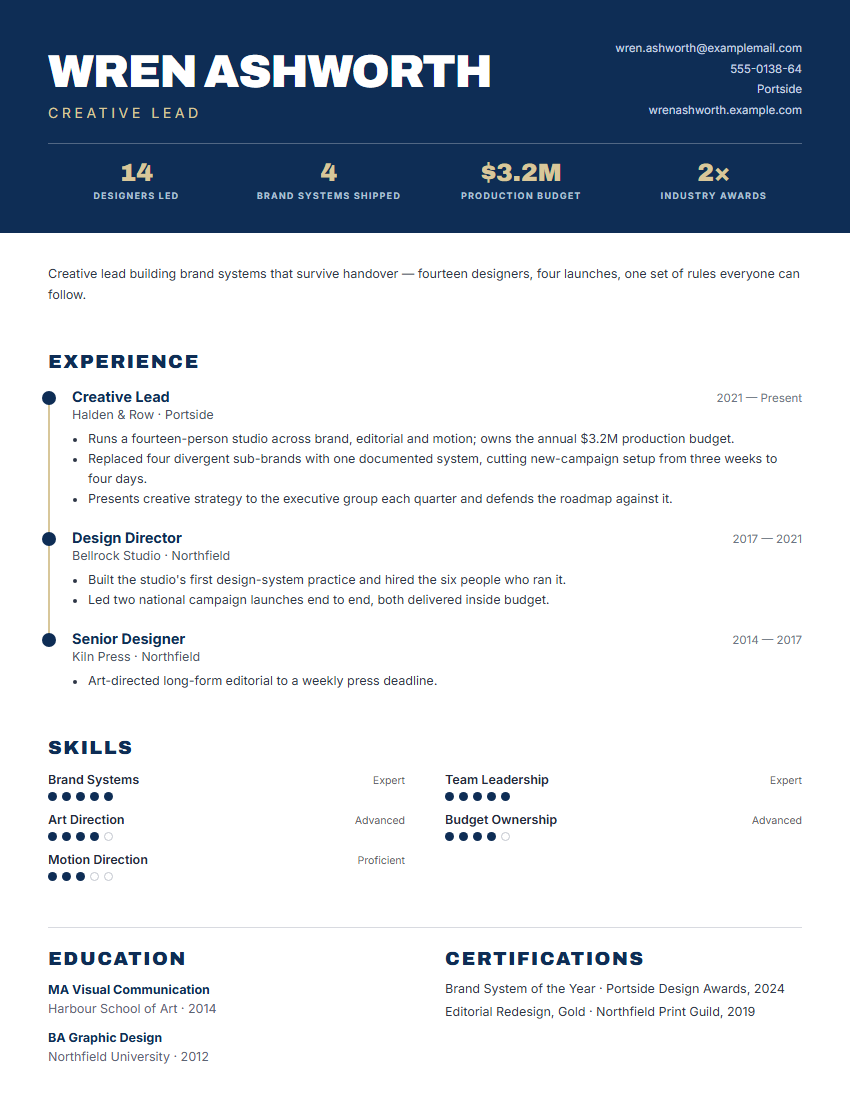 WREN ASHWORTH
CREATIVE LEAD
wren.ashworth@examplemail.com
555-0138-64
Portside
wrenashworth.example.com
14
DESIGNERS LED
4
BRAND SYSTEMS SHIPPED
$3.2M
PRODUCTION BUDGET
2×
INDUSTRY AWARDS
Creative lead building brand systems that survive handover — fourteen designers, four launches, one set of rules everyone can
follow.
EXPERIENCE
Creative Lead
2021 — Present
Halden & Row · Portside
• Runs a fourteen-person studio across brand, editorial and motion; owns the annual $3.2M production budget.
• Replaced four divergent sub-brands with one documented system, cutting new-campaign setup from three weeks to
four days.
• Presents creative strategy to the executive group each quarter and defends the roadmap against it.
Design Director
2017 — 2021
Bellrock Studio · Northfield
• Built the studio's first design-system practice and hired the six people who ran it.
• Led two national campaign launches end to end, both delivered inside budget.
Senior Designer
2014 — 2017
Kiln Press · Northfield
• Art-directed long-form editorial to a weekly press deadline.
SKILLS
Brand Systems
Expert
Team Leadership
Expert
Art Direction
Advanced
Budget Ownership
Advanced
Motion Direction
Proficient
EDUCATION
MA Visual Communication
Harbour School of Art · 2014
BA Graphic Design
Northfield University · 2012
CERTIFICATIONS
Brand System of the Year · Portside Design Awards, 2024
Editorial Redesign, Gold · Northfield Print Guild, 2019